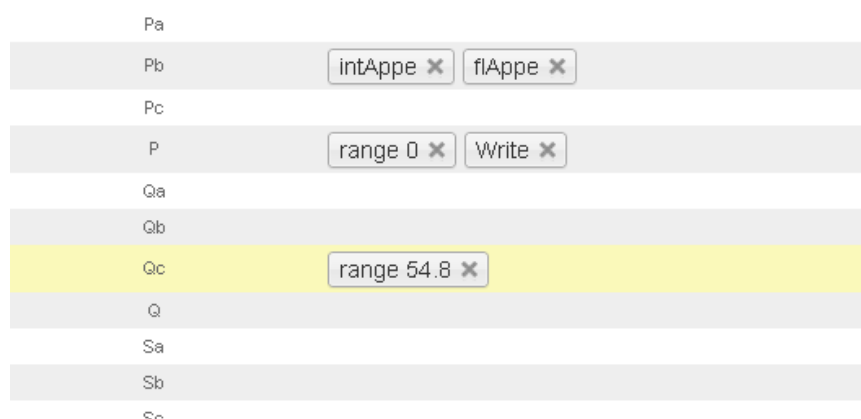 Pa
Pb intAppe flAppe
Pc
P range 0 Write
Qa
Qb
Qc range 54.8
Q
Sa
Sb